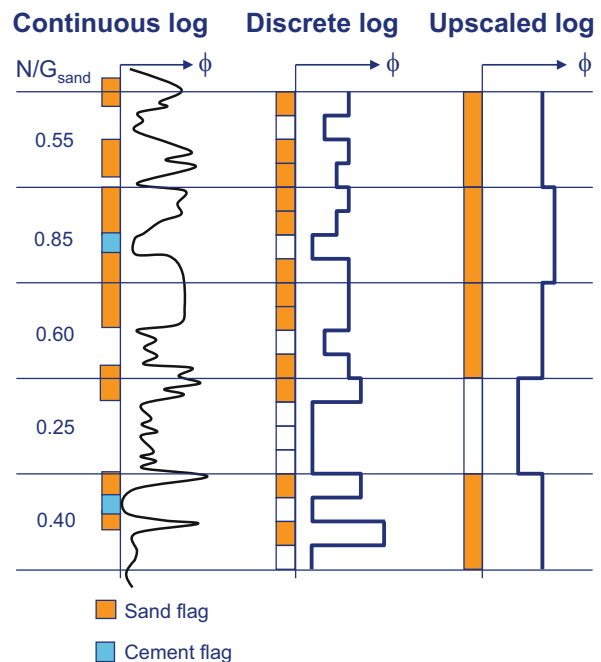 Continuous log Discrete log Upscaled log
N/Gsand ϕ ϕ ϕ
0.55
0.85
0.60
0.25
0.40
Sand flag
Cement flag